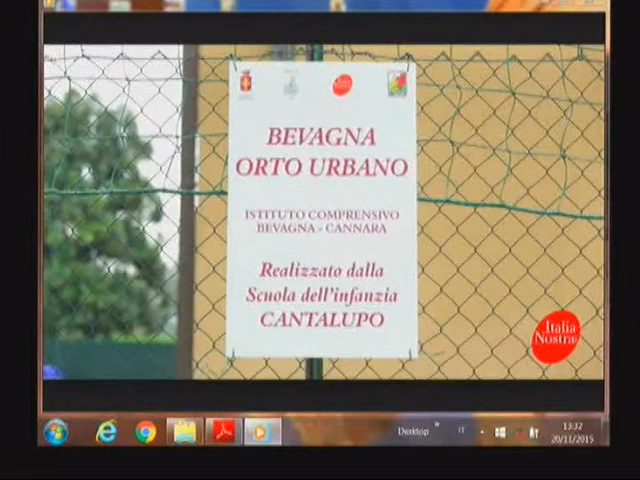 BEVAGNA
ORTO URBANO
ISTITUTO COMPRENSIVO
BEVAGNA - CANNARA
Realizzato dalla
Scuola dell'infanzia
CANTALUPO
Italia
Nostra
Desktop
IT
13:32
20/11/2015